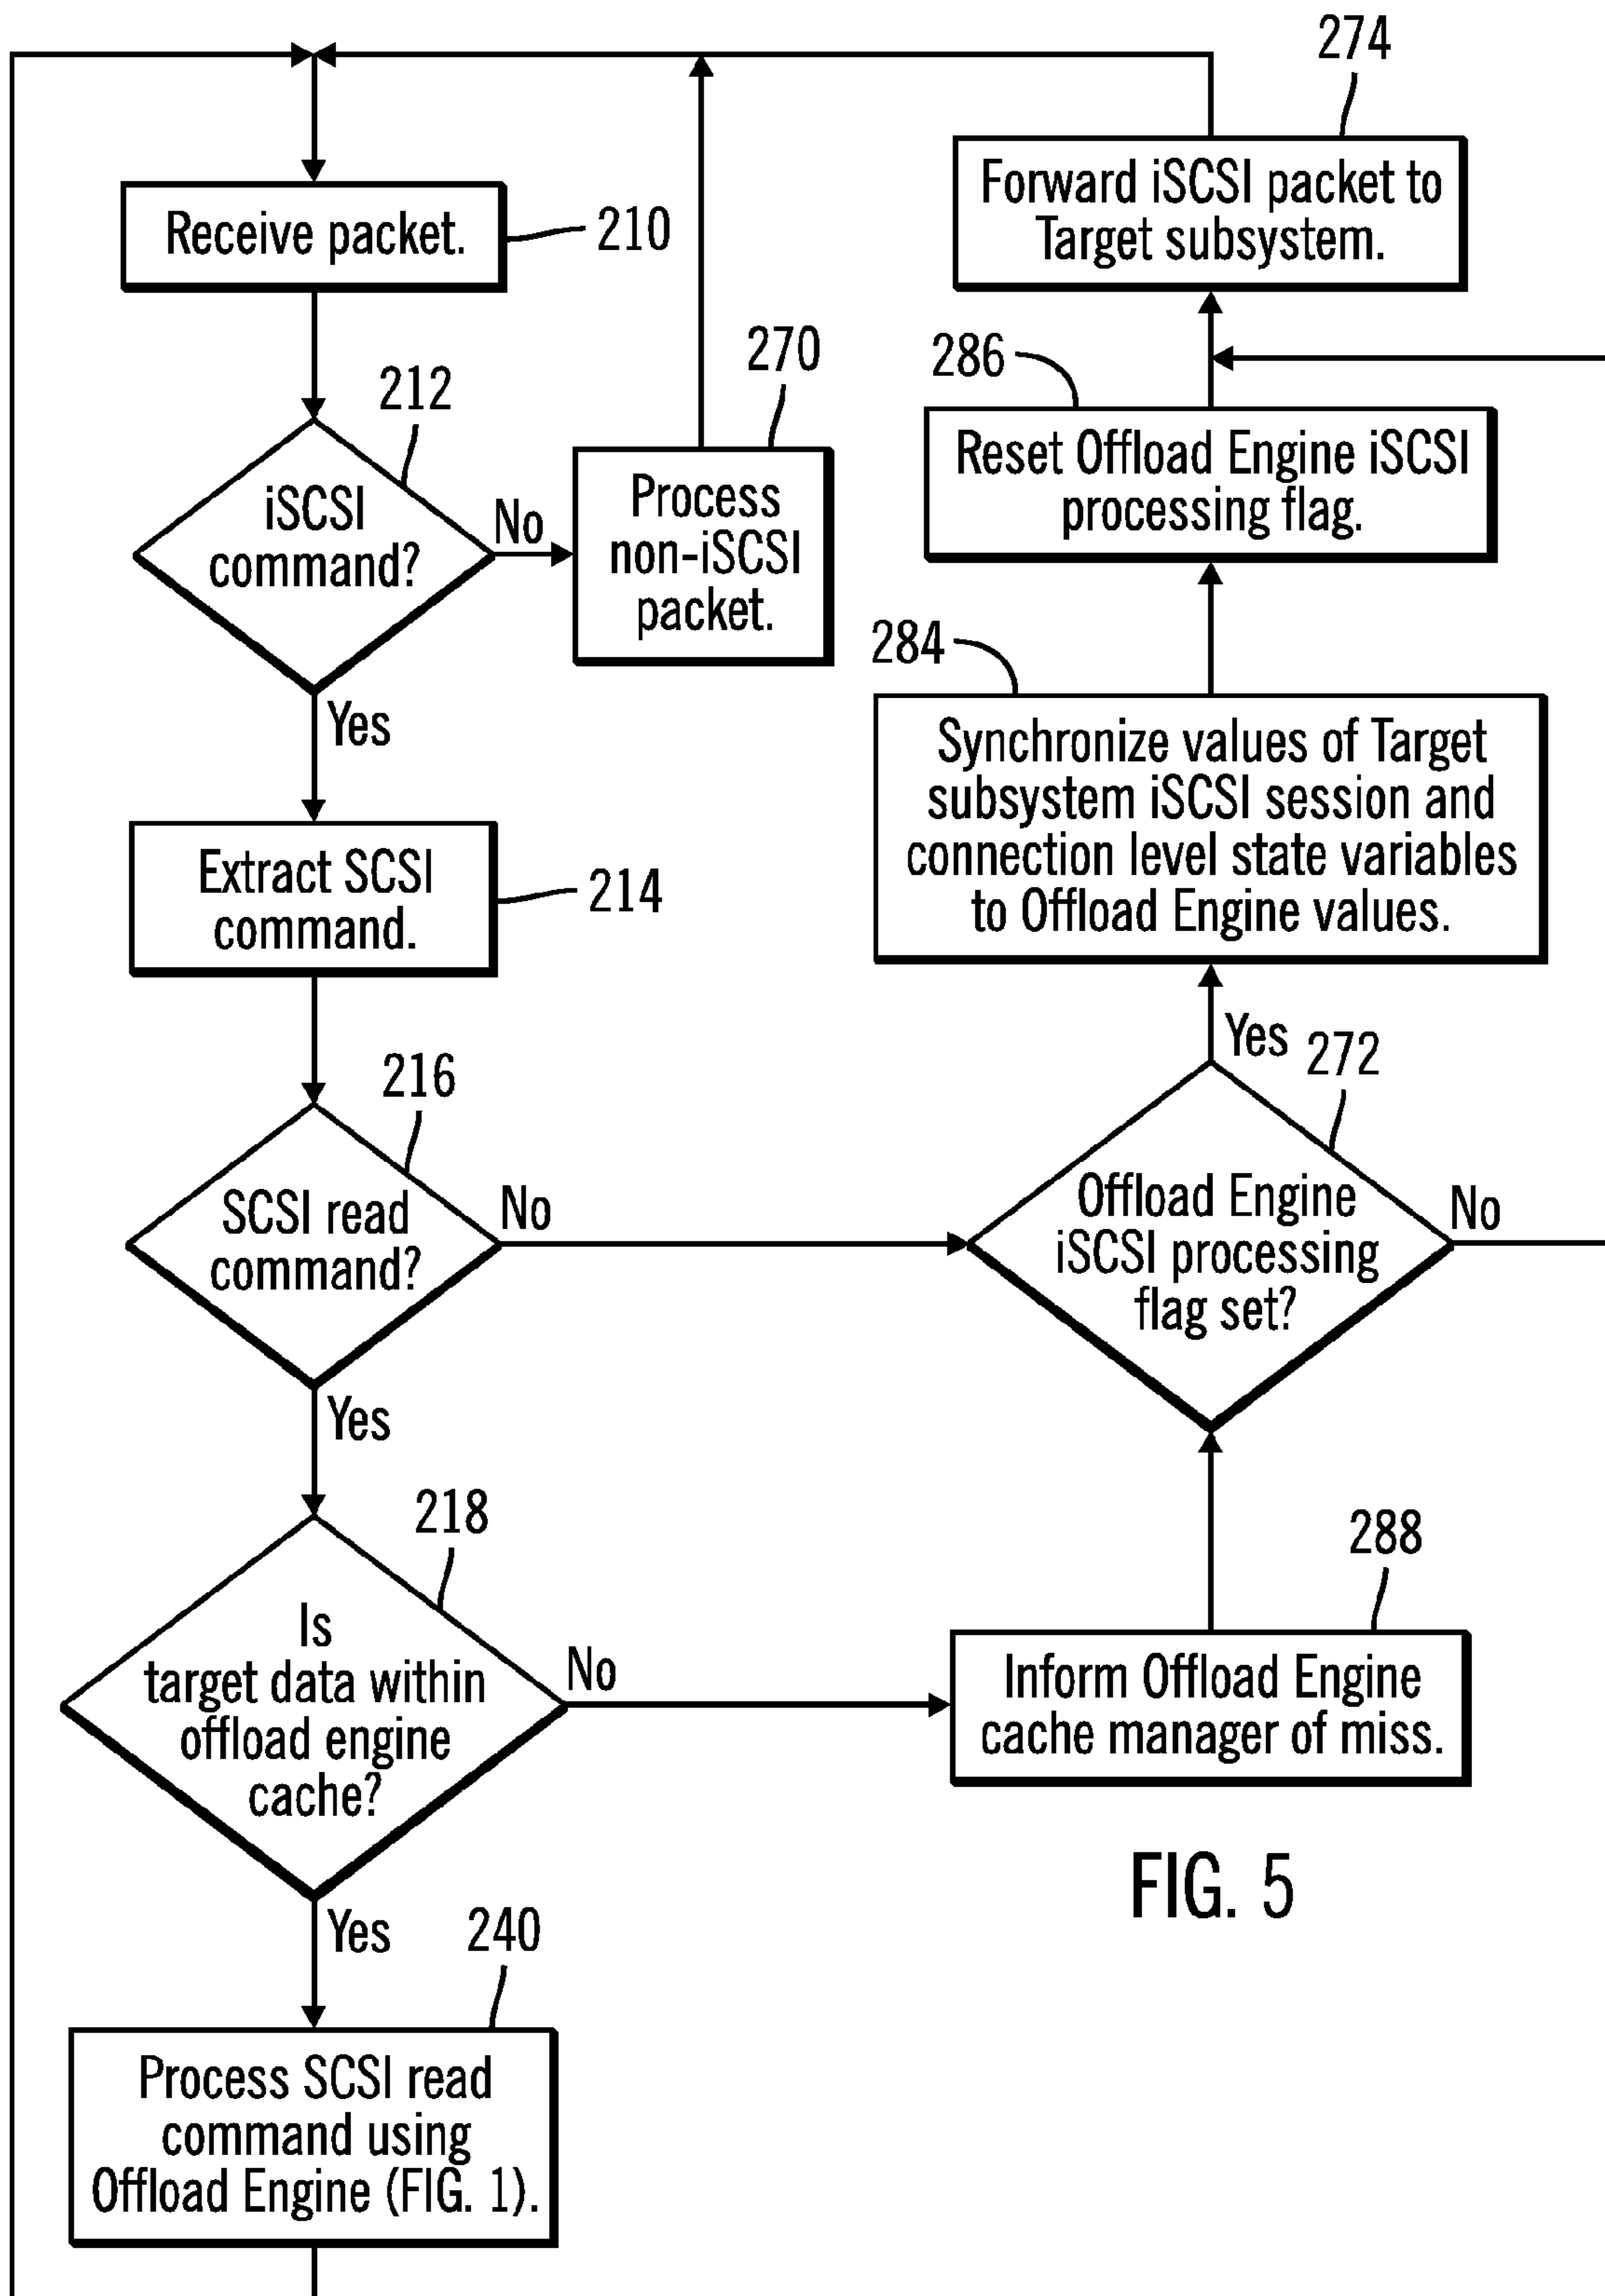 274
Forward iSCSI packet to
Target subsystem.
Receive packet.
210
286
270
212
Reset Offload Engine iSCSI
processing flag.
iSCSI
command?
No
Process
non-iSCSI
packet.
284
Yes
Synchronize values of Target
subsystem iSCSI session and
connection level state variables
to Offload Engine values.
Extract SCSI
command.
214
Yes
272
216
SCSI read
command?
No
Offload Engine
iSCSI processing
flag set?
No
Yes
218
288
Is
target data within
offload engine
cache?
No
Inform Offload Engine
cache manager of miss.
FIG. 5
Yes
240
Process SCSI read
command using
Offload Engine (FIG. 1).